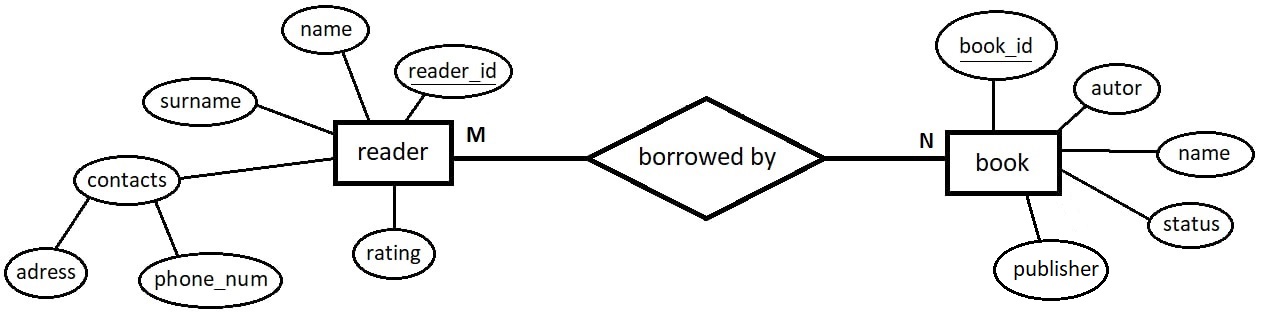 name
reader_id
surname
contacts
adress
phone_num
reader
rating
M
borrowed by
N
book
book_id
autor
name
status
publisher